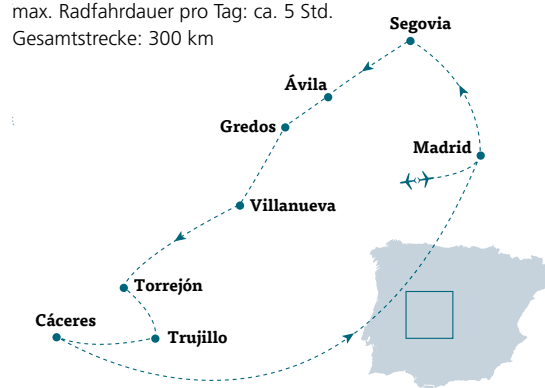 max. Radfahrdauer pro Tag: ca. 5 Std.
Gesamtstrecke: 300 km
Segovia
Ávila
Gredos
Madrid
Villanueva
Torrejón
Cáceres
Trujillo